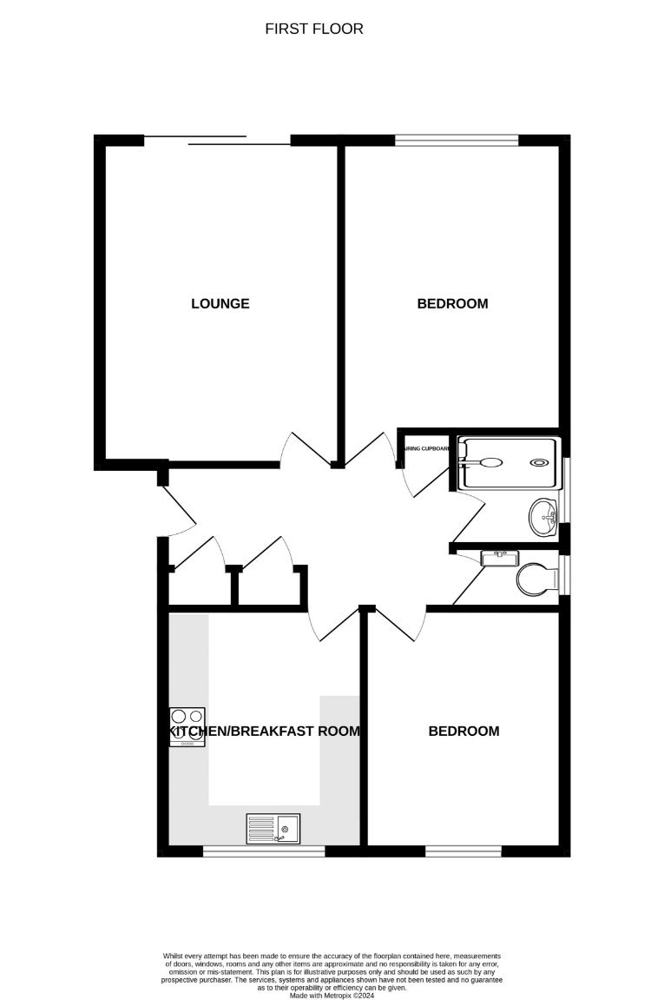 FIRST FLOOR
LOUNGE
BEDROOM
AIRING CUPBOARD
KITCHEN/BREAKFAST ROOM
BEDROOM
Whilst every attempt has been made to ensure the accuracy of the floorplan contained here, measurements
of doors, windows, rooms and any other items are approximate and no responsibility is taken for any error,
omission or mis-statement. This plan is for illustrative purposes only and should be used as such by any
prospective purchaser. The services, systems and appliances shown have not been tested and no guarantee
as to their operability or efficiency can be given.
Made with Metropix ©2024